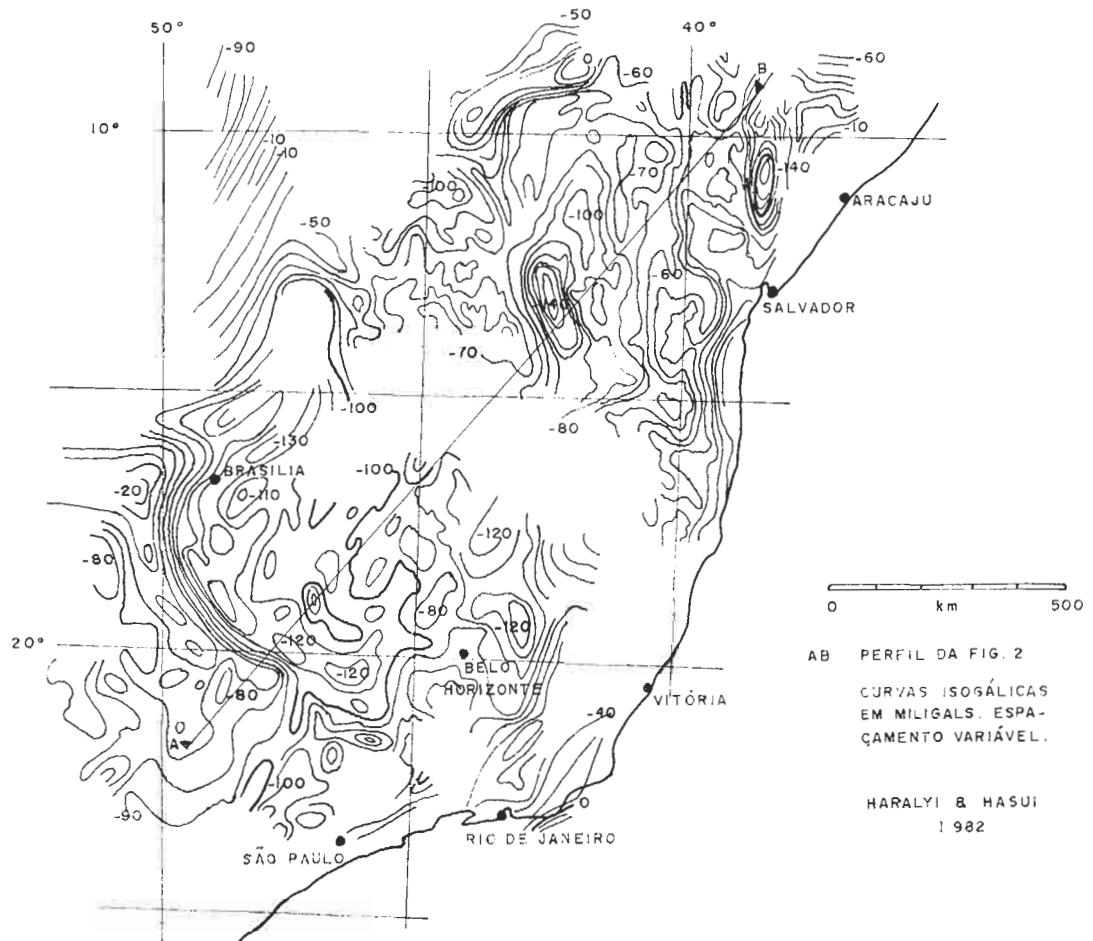 -50
50°
40°
-90
0
-60
B
-60
10°
-10
-10
-10
-140
-70
-100
ARACAJU
-100
-50
-60
-140
SALVADOR
-70
-100
-80
-130
-100
BRASILIA
-20
-110
-120
-80
-80
-120
20°
-120
BELO
HORIZONTE
-120
-80
VITÓRIA
-40
A
-100
-90
0
RIO DE JANEIRO
SÃO PAULO
0 km 500
AB PERFIL DA FIG. 2
CURVAS ISOGÁLICAS
EM MILIGALS. ESPA-
ÇAMENTO VARIÁVEL.
HARALYI & HASUI
1982